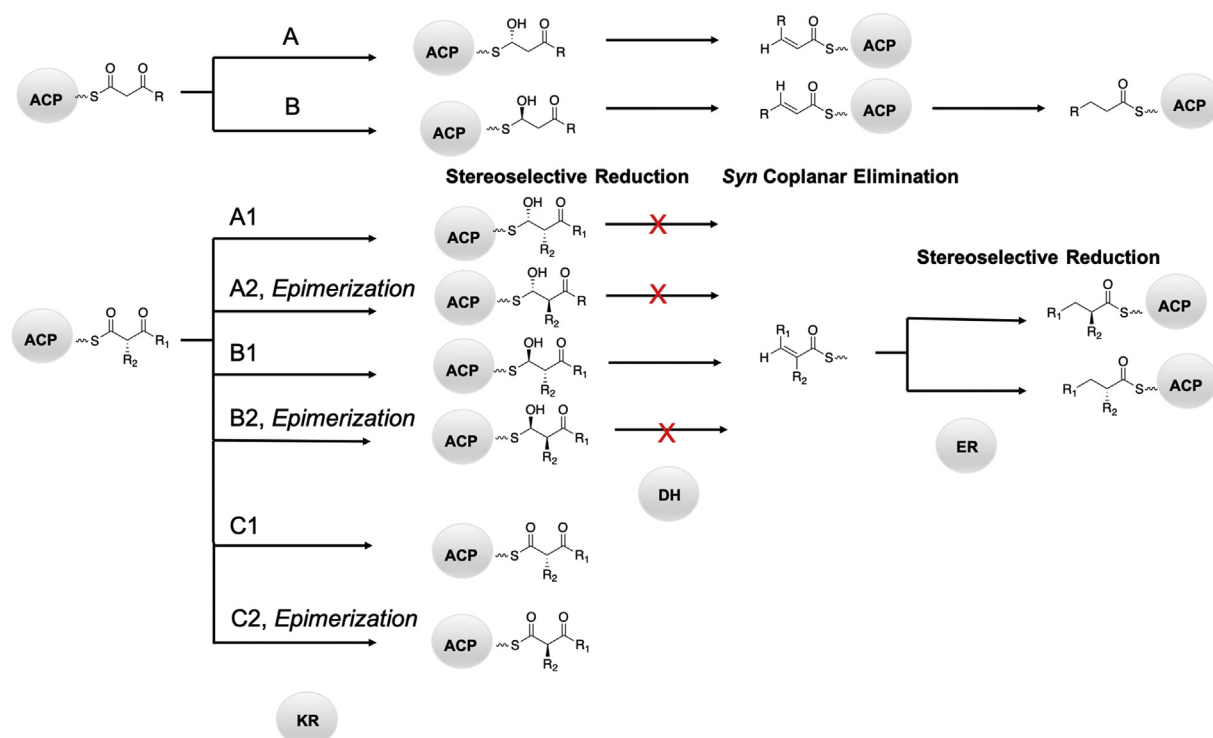 A
OH
O
ACP
S
R
R
H
O
S
ACP
O
O
ACP
S
R
B
OH
O
ACP
S
R
H
R
O
S
ACP
O
R
S
ACP
Stereoselective Reduction
Syn Coplanar Elimination
A1
OH
O
ACP
S
R1
R2
X
Stereoselective Reduction
A2, Epimerization
OH
O
ACP
S
R
R2
X
O
R1
S
R2
ACP
O
O
ACP
S
R1
R2
B1
OH
O
ACP
S
R1
R2
R1
O
H
S
R2
O
R1
S
R2
ACP
B2, Epimerization
OH
O
ACP
S
R1
R2
X
DH
ER
C1
O
O
ACP
S
R1
R2
C2, Epimerization
O
O
ACP
S
R1
R2
KR